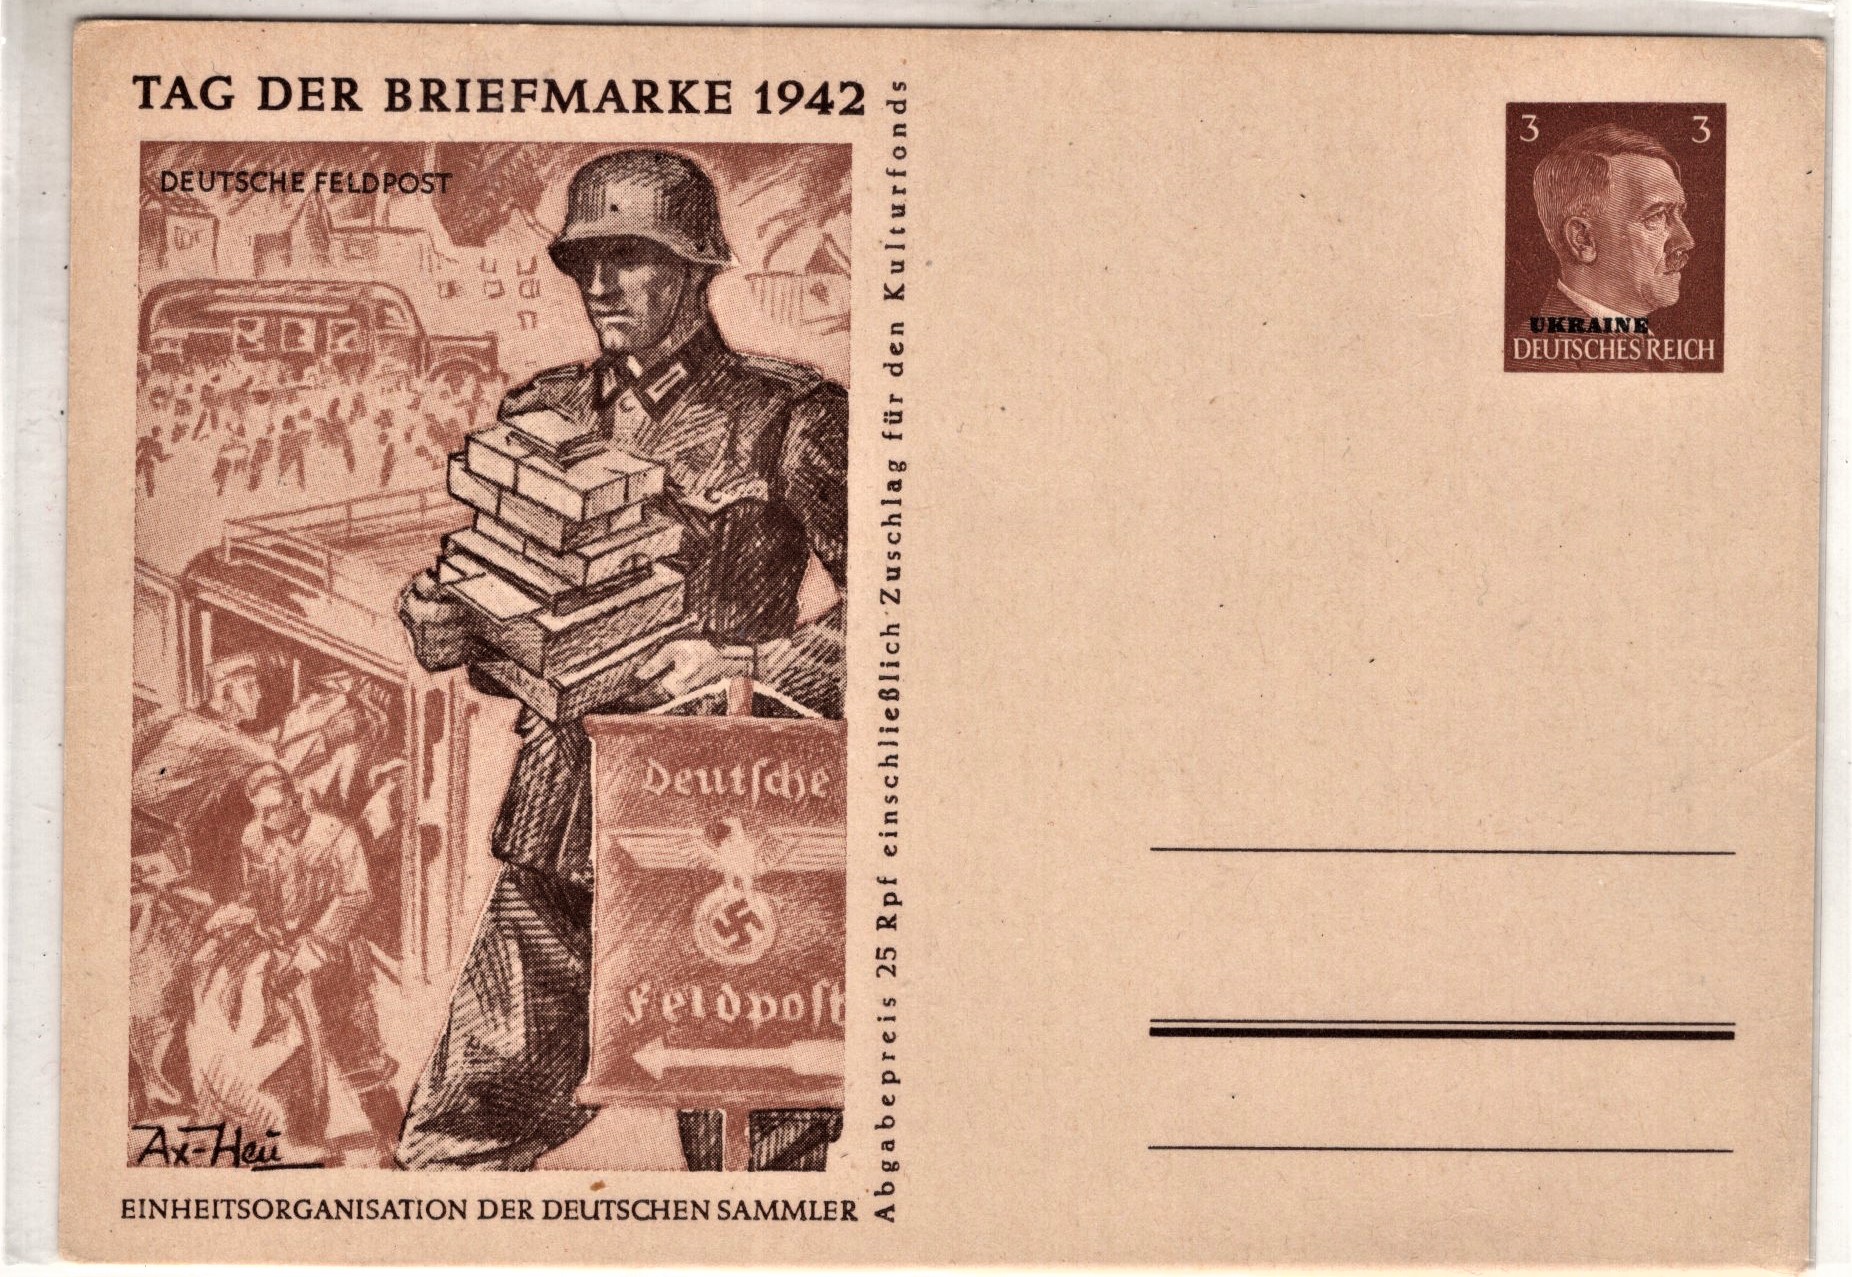 TAG DER BRIEFMARKE 1942
DEUTSCHE FELDPOST
Deutsche
Feldpost
Ax-Heu
EINHEITSORGANISATION DER DEUTSCHEN SAMMLER
Abgabepreis 25 Rpf einschließlich Zuschlag für den Kulturfonds
3 3
UKRAINE
DEUTSCHES REICH